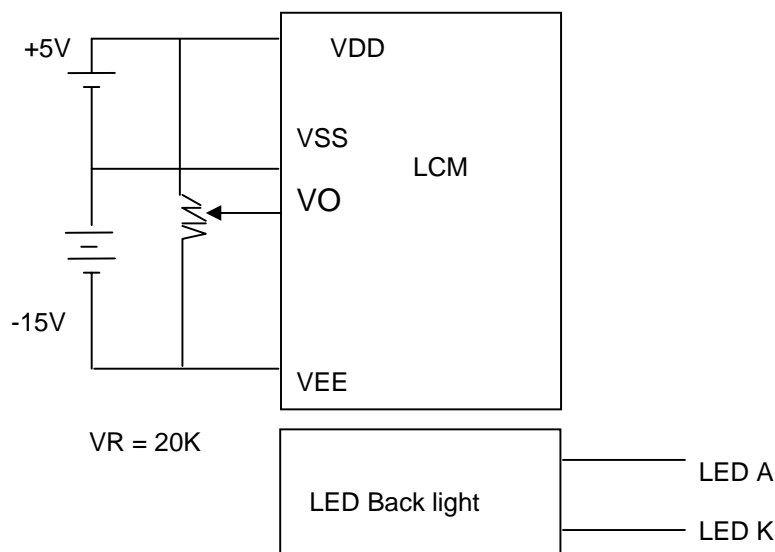 +5V
VDD
VSS
LCM
VO
-15V
VEE
VR = 20K
LED A
LED Back light
LED K